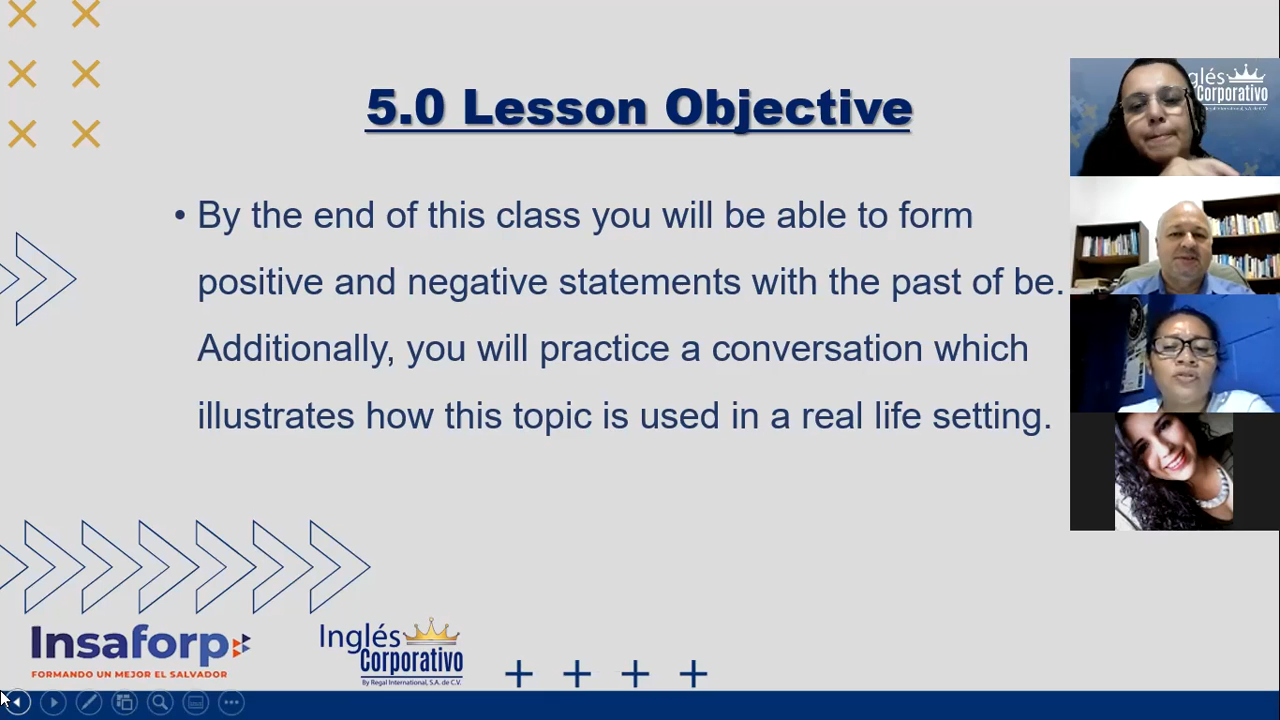 5.0 Lesson Objective
• By the end of this class you will be able to form
positive and negative statements with the past of be.
Additionally, you will practice a conversation which
illustrates how this topic is used in a real life setting.
Insaforp
FORMANDO UN MEJOR EL SALVADOR
Inglés
Corporativo
By Regal International, S.A. de C.V.
glés
Corporativo